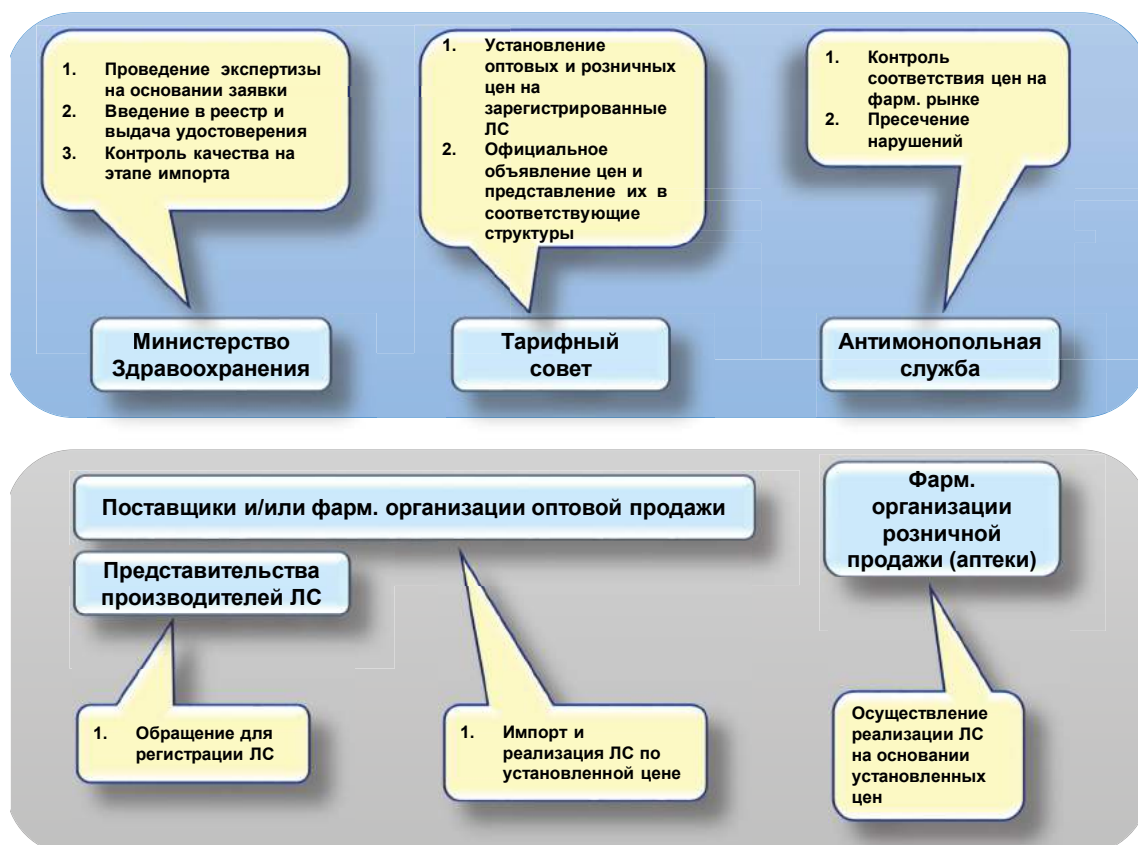 1. Проведение экспертизы
на основании заявки
2. Введение в реестр и
выдача удостоверения
3. Контроль качества на
этапе импорта
1. Установление
оптовых и розничных
цен на
зарегистрированные
ЛС
2. Официальное
объявление цен и
представление их в
соответствующие
структуры
1. Контроль
соответствия цен на
фарм. рынке
2. Пресечение
нарушений
Министерство
Здравоохранения
Тарифный
совет
Антимонопольная
служба
Поставщики и/или фарм. организации оптовой продажи
Представительства
производителей ЛС
Фарм.
организации
розничной
продажи (аптеки)
1. Обращение для
регистрации ЛС
1. Импорт и
реализация ЛС по
установленной цене
Осуществление
реализации ЛС
на основании
установленных
цен